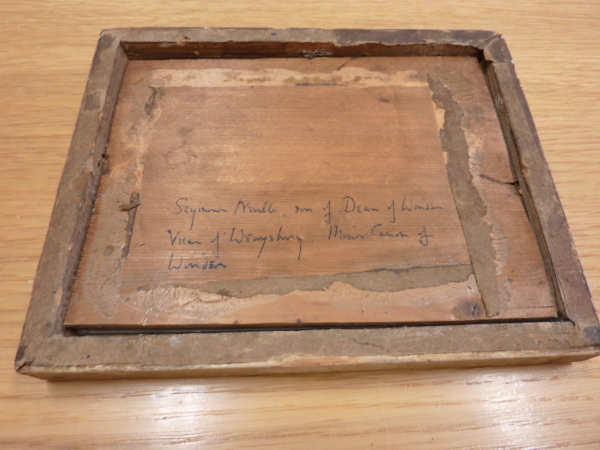 Seymour Neville, son of Dean of Windsor
Vicar of Wraysbury. Minor Canon of
Windsor